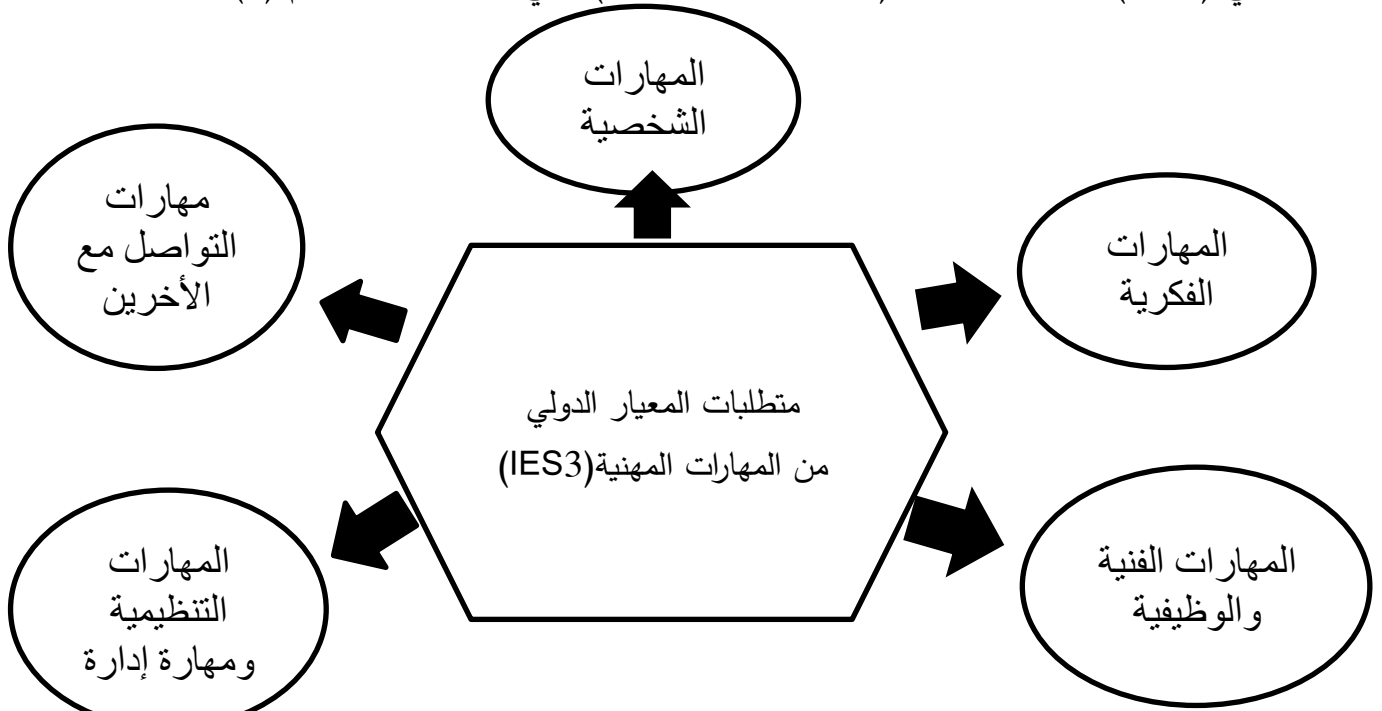 المهارات
الشخصية
المهارات
الفكرية
مهارات
التواصل مع
الأخرين
متطلبات المعيار الدولي
من المهارات المهنية(IES3)
المهارات الفنية
والوظيفية
المهارات
التنظيمية
ومهارة إدارة